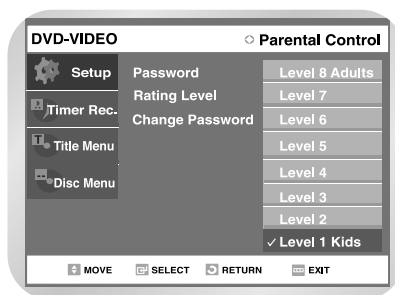 DVD-VIDEO
Parental Control
Setup
Timer Rec.
Title Menu
Disc Menu
Password
Rating Level
Change Password
Level 8 Adults
Level 7
Level 6
Level 5
Level 4
Level 3
Level 2
✓ Level 1 Kids
MOVE
SELECT
RETURN
EXIT